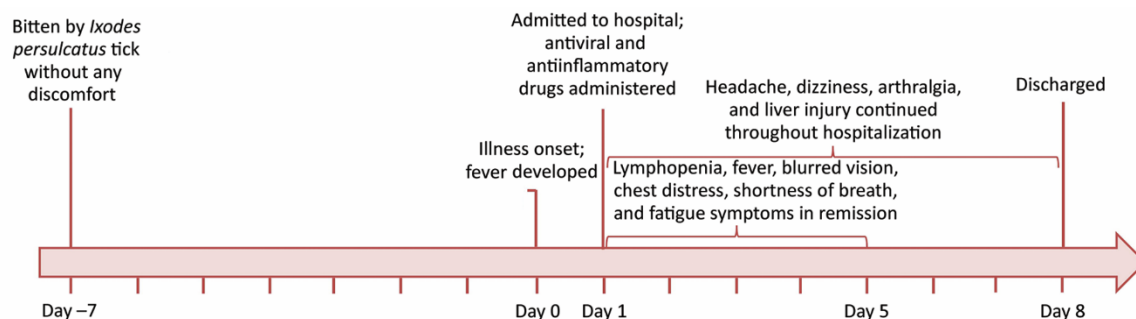 Bitten by Ixodes
persulcatus tick
without any
discomfort
Illness onset;
fever developed
Admitted to hospital;
antiviral and
antiinflammatory
drugs administered
Headache, dizziness, arthralgia,
and liver injury continued
throughout hospitalization
Lymphopenia, fever, blurred vision,
chest distress, shortness of breath,
and fatigue symptoms in remission
Discharged
Day –7
Day 0
Day 1
Day 5
Day 8